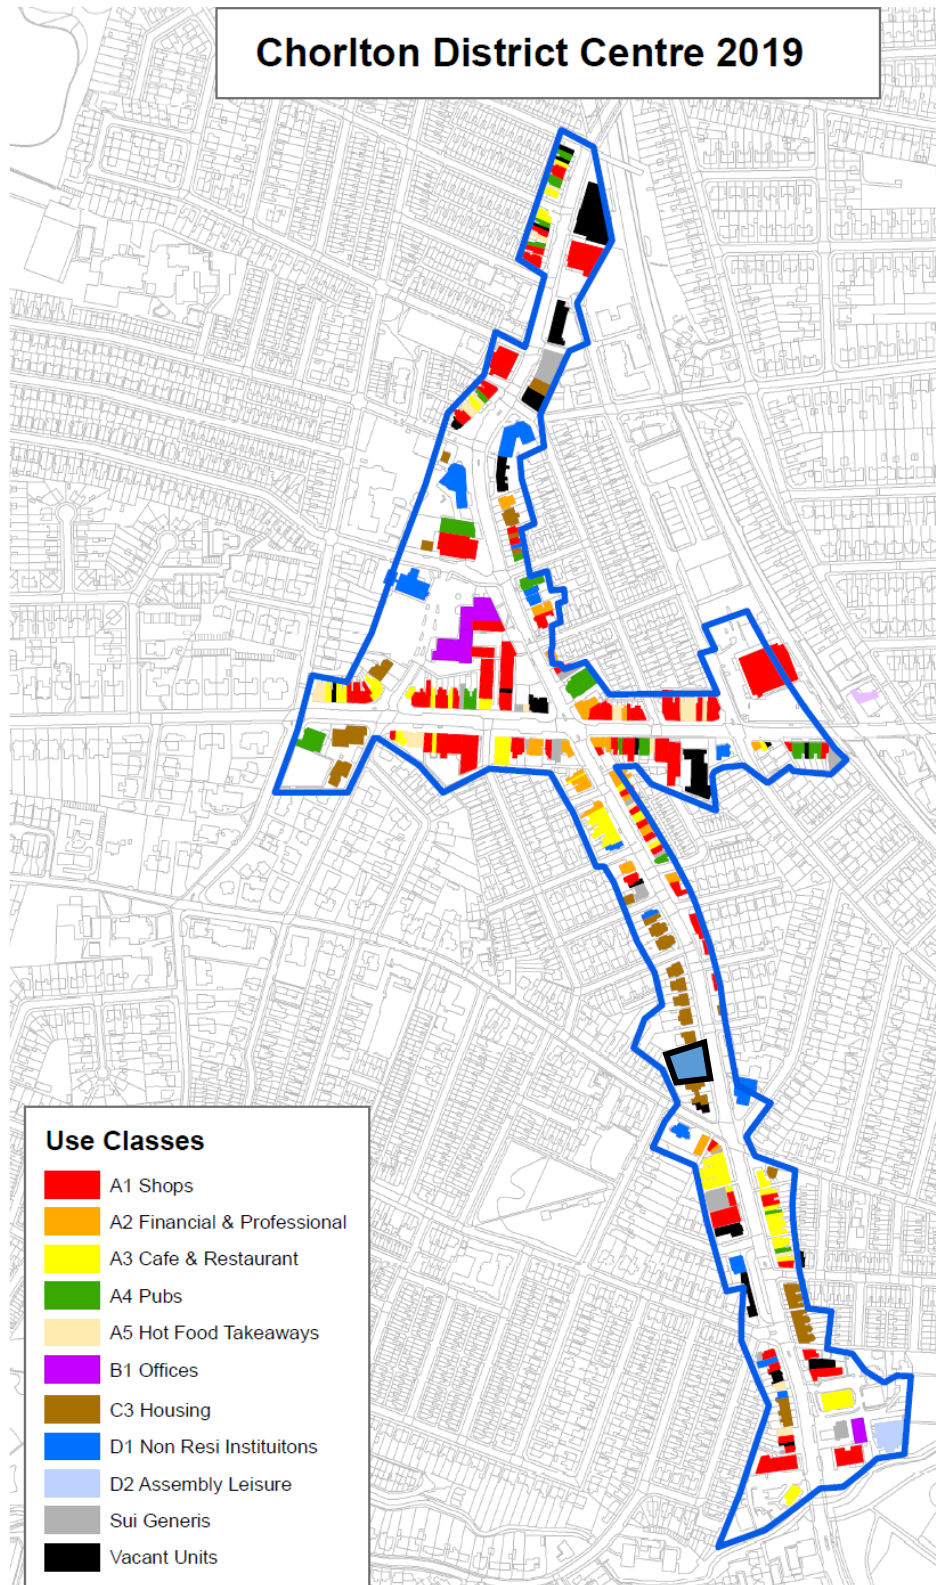 Chorlton District Centre 2019
Use Classes
A1 Shops
A2 Financial & Professional
A3 Cafe & Restaurant
A4 Pubs
A5 Hot Food Takeaways
B1 Offices
C3 Housing
D1 Non Resi Instituitons
D2 Assembly Leisure
Sui Generis
Vacant Units